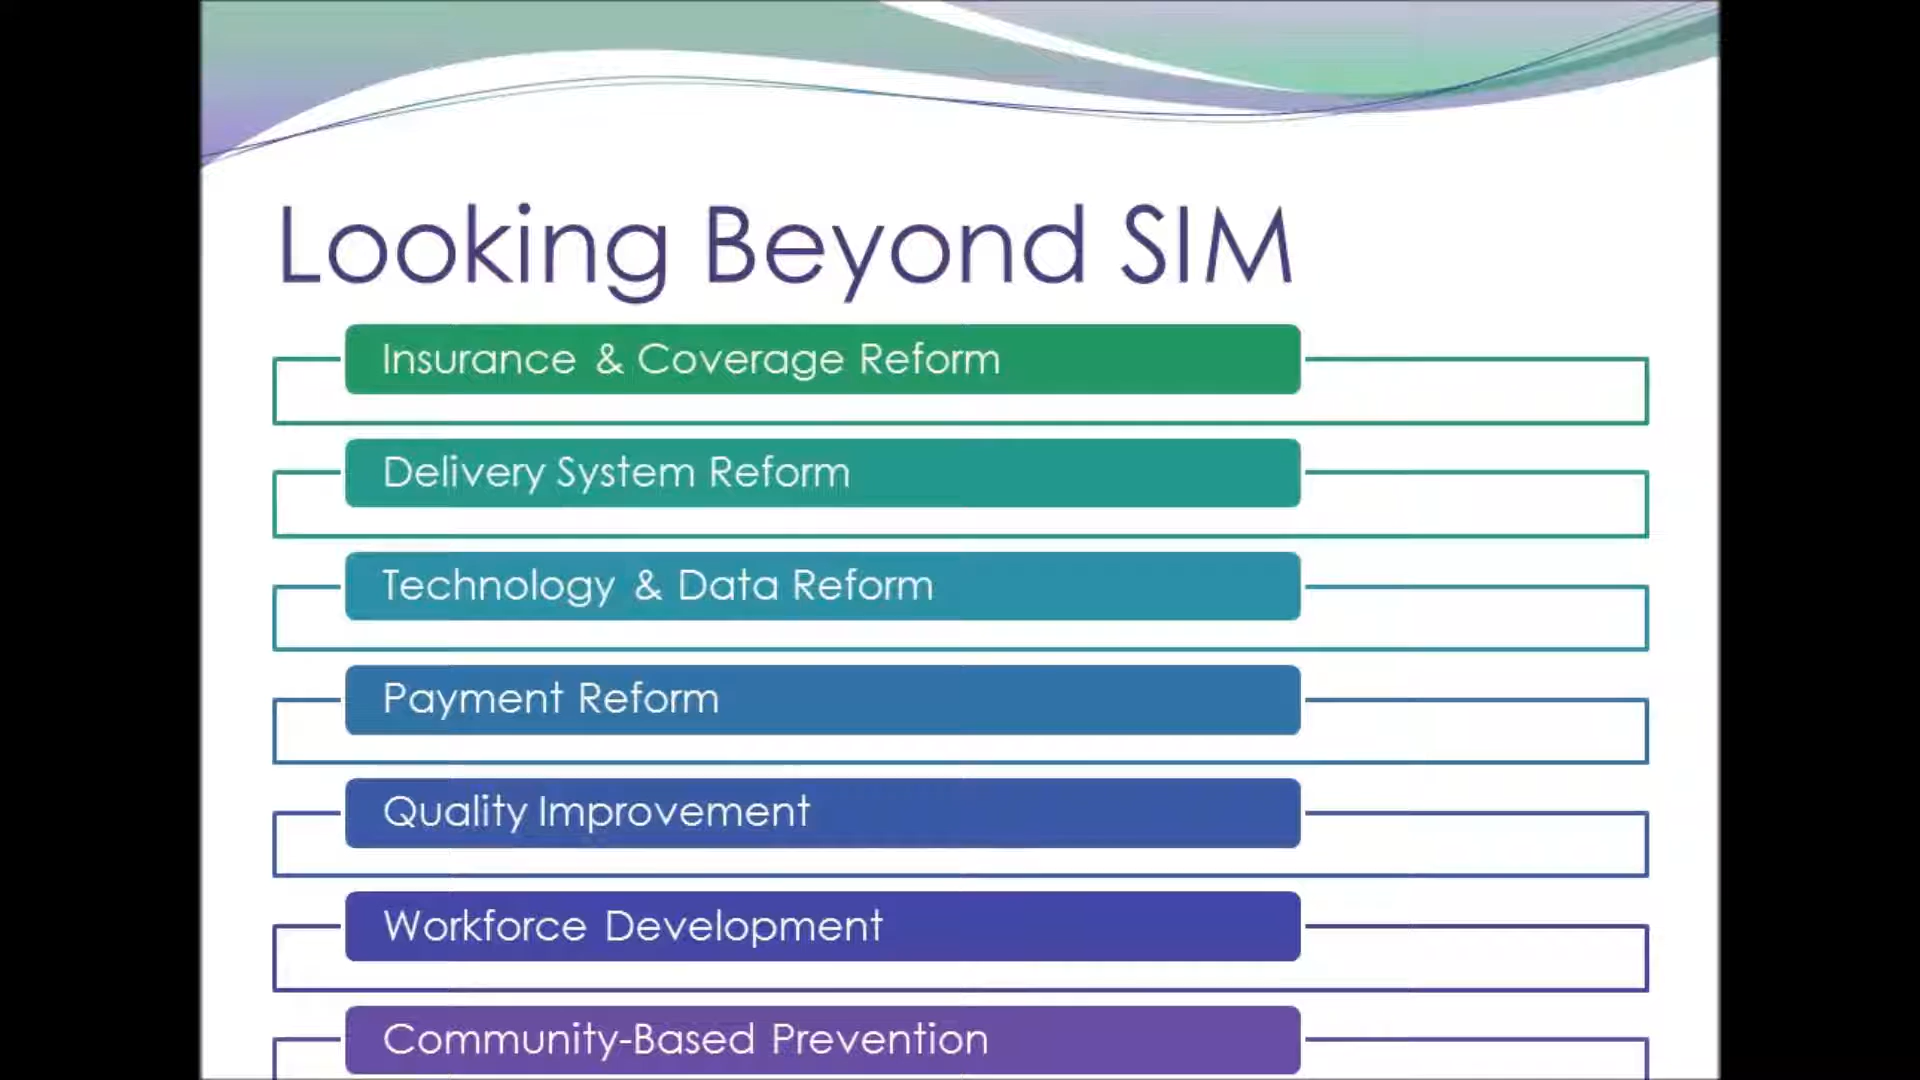 Looking Beyond SIM
Insurance & Coverage Reform
Delivery System Reform
Technology & Data Reform
Payment Reform
Quality Improvement
Workforce Development
Community-Based Prevention